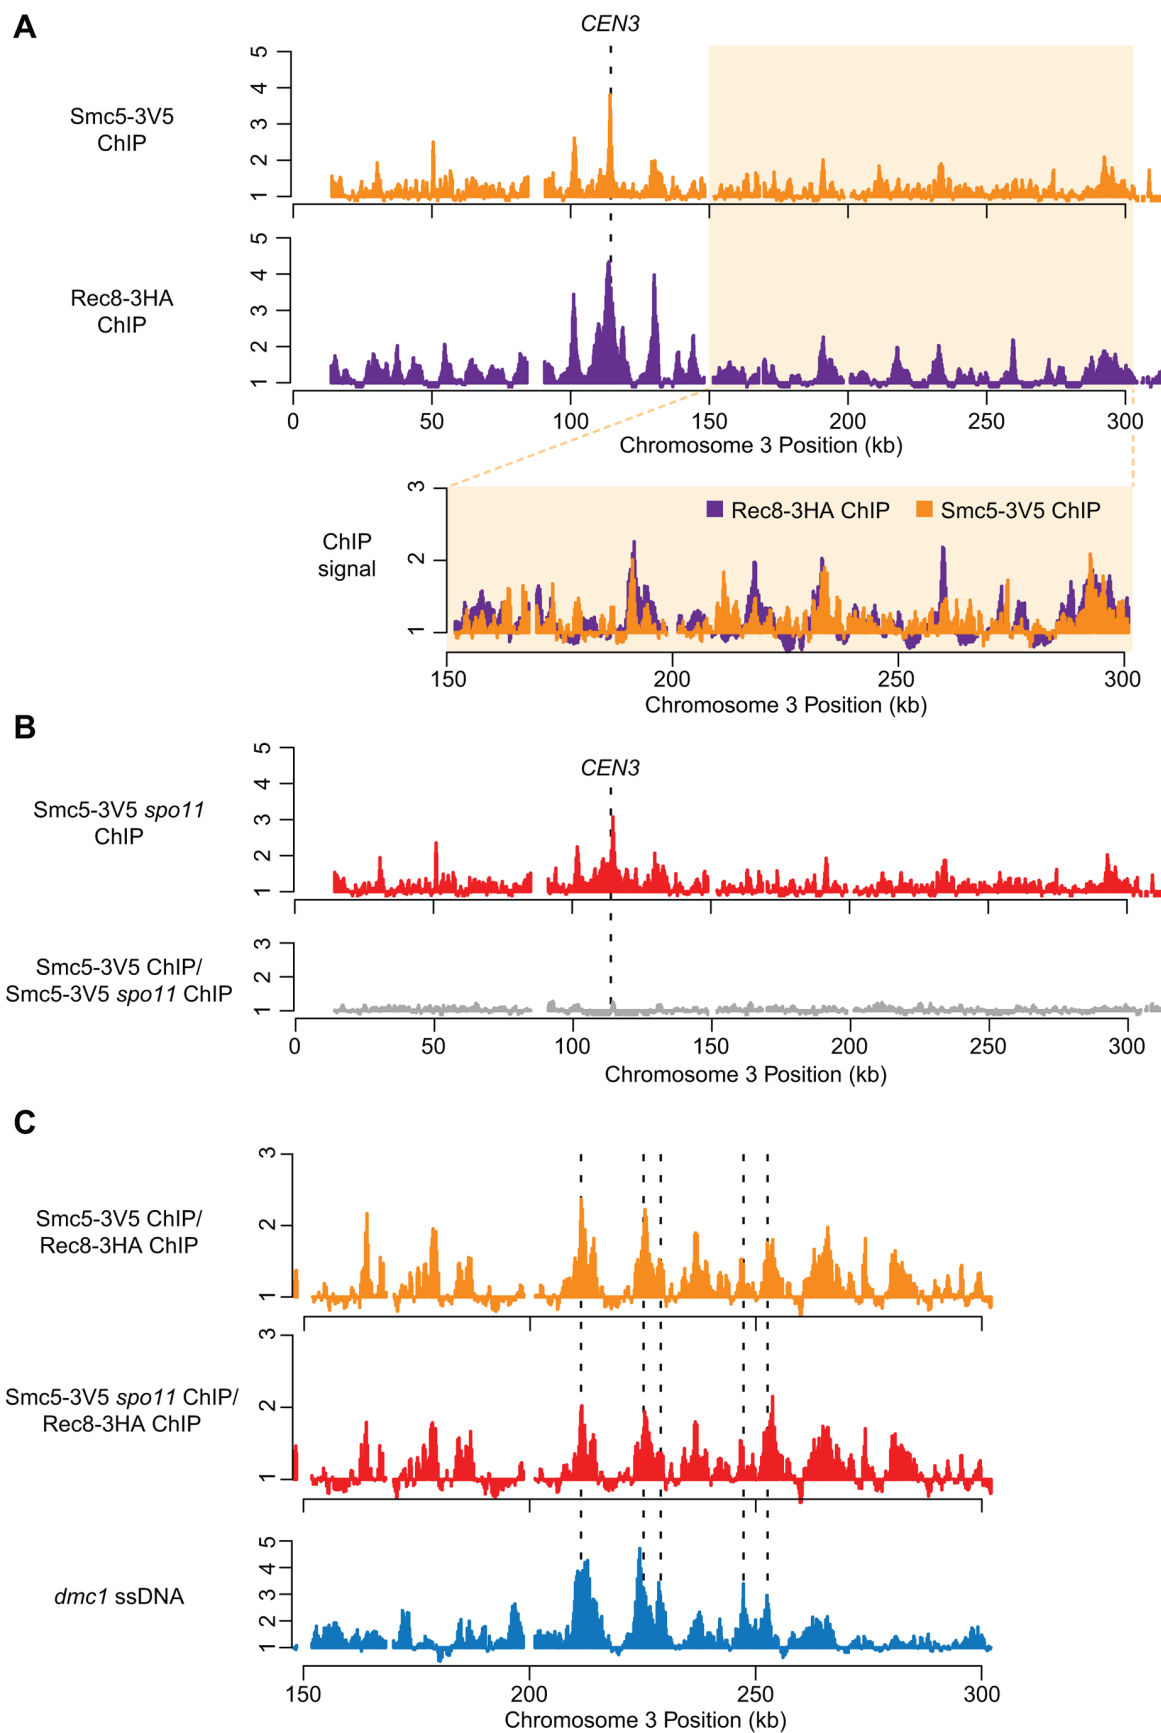 A
CEN3
Smc5-3V5
ChIP
5
4
3
2
1
Rec8-3HA
ChIP
5
4
3
2
1
0
50
100
150
200
250
300
Chromosome 3 Position (kb)
ChIP
signal
3
2
1
Rec8-3HA ChIP
Smc5-3V5 ChIP
150
200
250
300
Chromosome 3 Position (kb)
B
CEN3
Smc5-3V5 spo11
ChIP
5
4
3
2
1
Smc5-3V5 ChIP/
Smc5-3V5 spo11 ChIP
3
2
1
0
50
100
150
200
250
300
Chromosome 3 Position (kb)
C
Smc5-3V5 ChIP/
Rec8-3HA ChIP
3
2
1
Smc5-3V5 spo11 ChIP/
Rec8-3HA ChIP
3
2
1
dmc1 ssDNA
5
4
3
2
1
150
200
250
300
Chromosome 3 Position (kb)